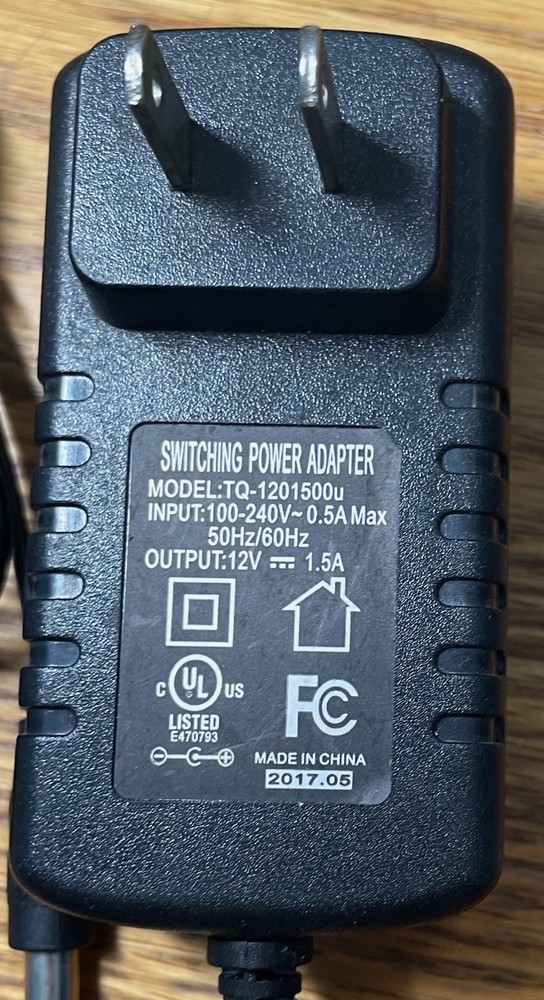 SWITCHING POWER ADAPTER
MODEL:TQ-1201500u
INPUT:100-240V~ 0.5A Max
50Hz/60Hz
OUTPUT:12V ⎓ 1.5A
C UL US
LISTED
E470793
FC
MADE IN CHINA
2017.05